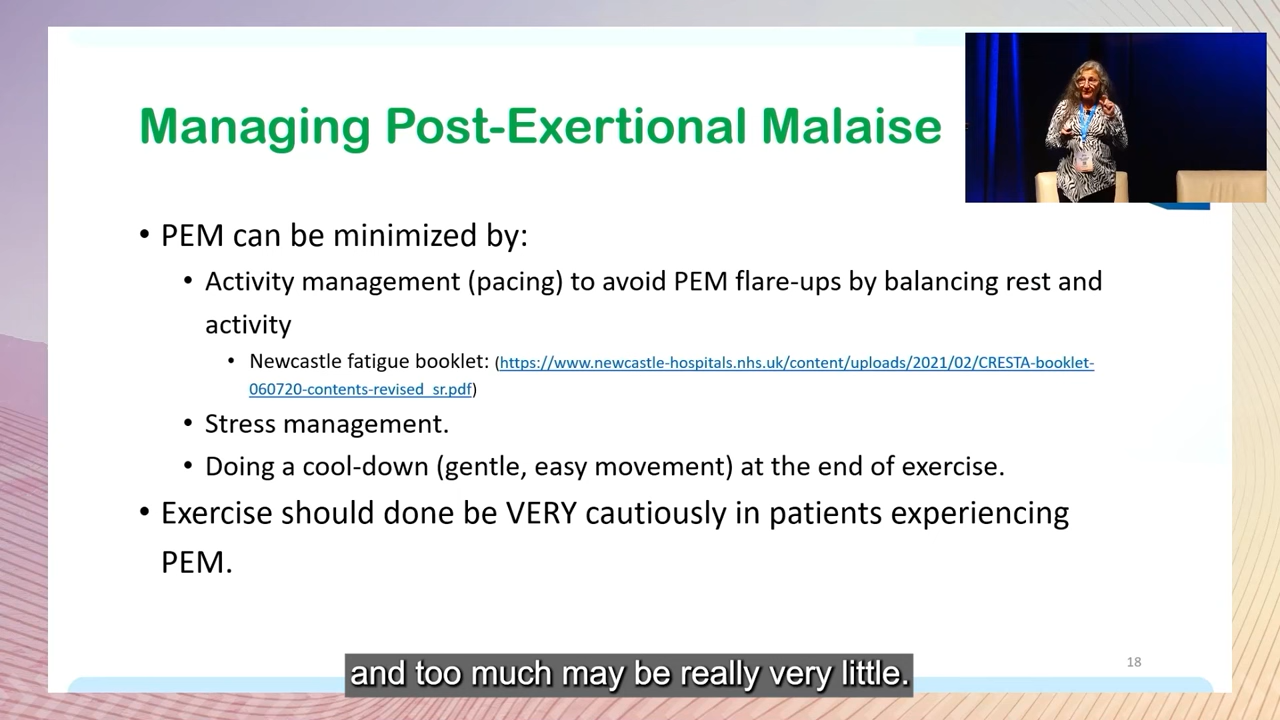 Managing Post-Exertional Malaise
• PEM can be minimized by:
• Activity management (pacing) to avoid PEM flare-ups by balancing rest and
activity
• Newcastle fatigue booklet: (https://www.newcastle-hospitals.nhs.uk/content/uploads/2021/02/CRESTA-booklet-
060720-contents-revised_sr.pdf)
• Stress management.
• Doing a cool-down (gentle, easy movement) at the end of exercise.
• Exercise should done be VERY cautiously in patients experiencing
PEM.
18
and too much may be really very little.